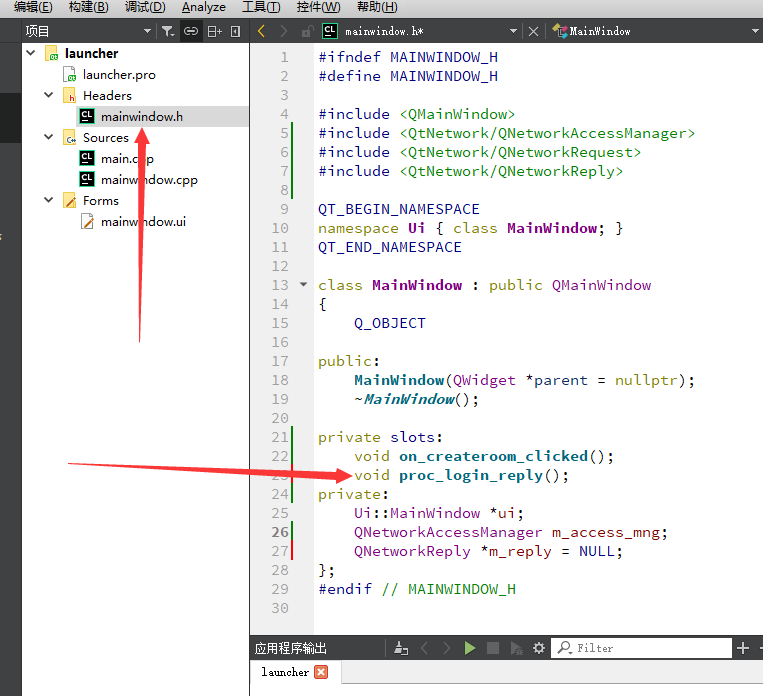 编辑(E) 构建(B) 调试(D) Analyze 工具(T) 控件(W) 帮助(H)
项目
CL mainwindow.h*
MainWindow
launcher
launcher.pro
Headers
CL mainwindow.h
Sources
CL main.cpp
CL mainwindow.cpp
Forms
mainwindow.ui
1 #ifndef MAINWINDOW_H
2 #define MAINWINDOW_H
3
4 #include <QMainWindow>
5 #include <QtNetwork/QNetworkAccessManager>
6 #include <QtNetwork/QNetworkRequest>
7 #include <QtNetwork/QNetworkReply>
8
9 QT_BEGIN_NAMESPACE
10 namespace Ui { class MainWindow; }
11 QT_END_NAMESPACE
12
13 class MainWindow : public QMainWindow
14 {
15 Q_OBJECT
16
17 public:
18 MainWindow(QWidget *parent = nullptr);
19 ~MainWindow();
20
21 private slots:
22 void on_createroom_clicked();
23 void proc_login_reply();
24 private:
25 Ui::MainWindow *ui;
26 QNetworkAccessManager m_access_mng;
27 QNetworkReply *m_reply = NULL;
28 };
29 #endif // MAINWINDOW_H
30
应用程序输出
Filter
launcher